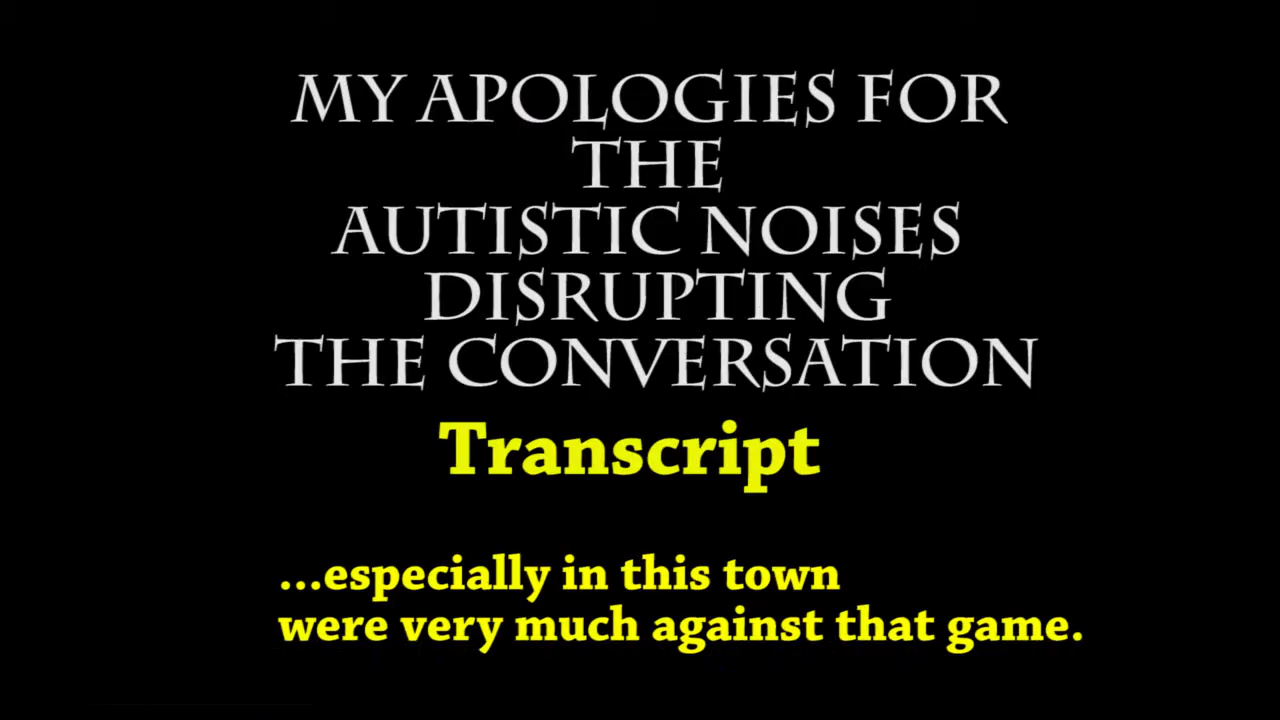 MY APOLOGIES FOR
THE
AUTISTIC NOISES
DISRUPTING
THE CONVERSATION
Transcript
...especially in this town
were very much against that game.